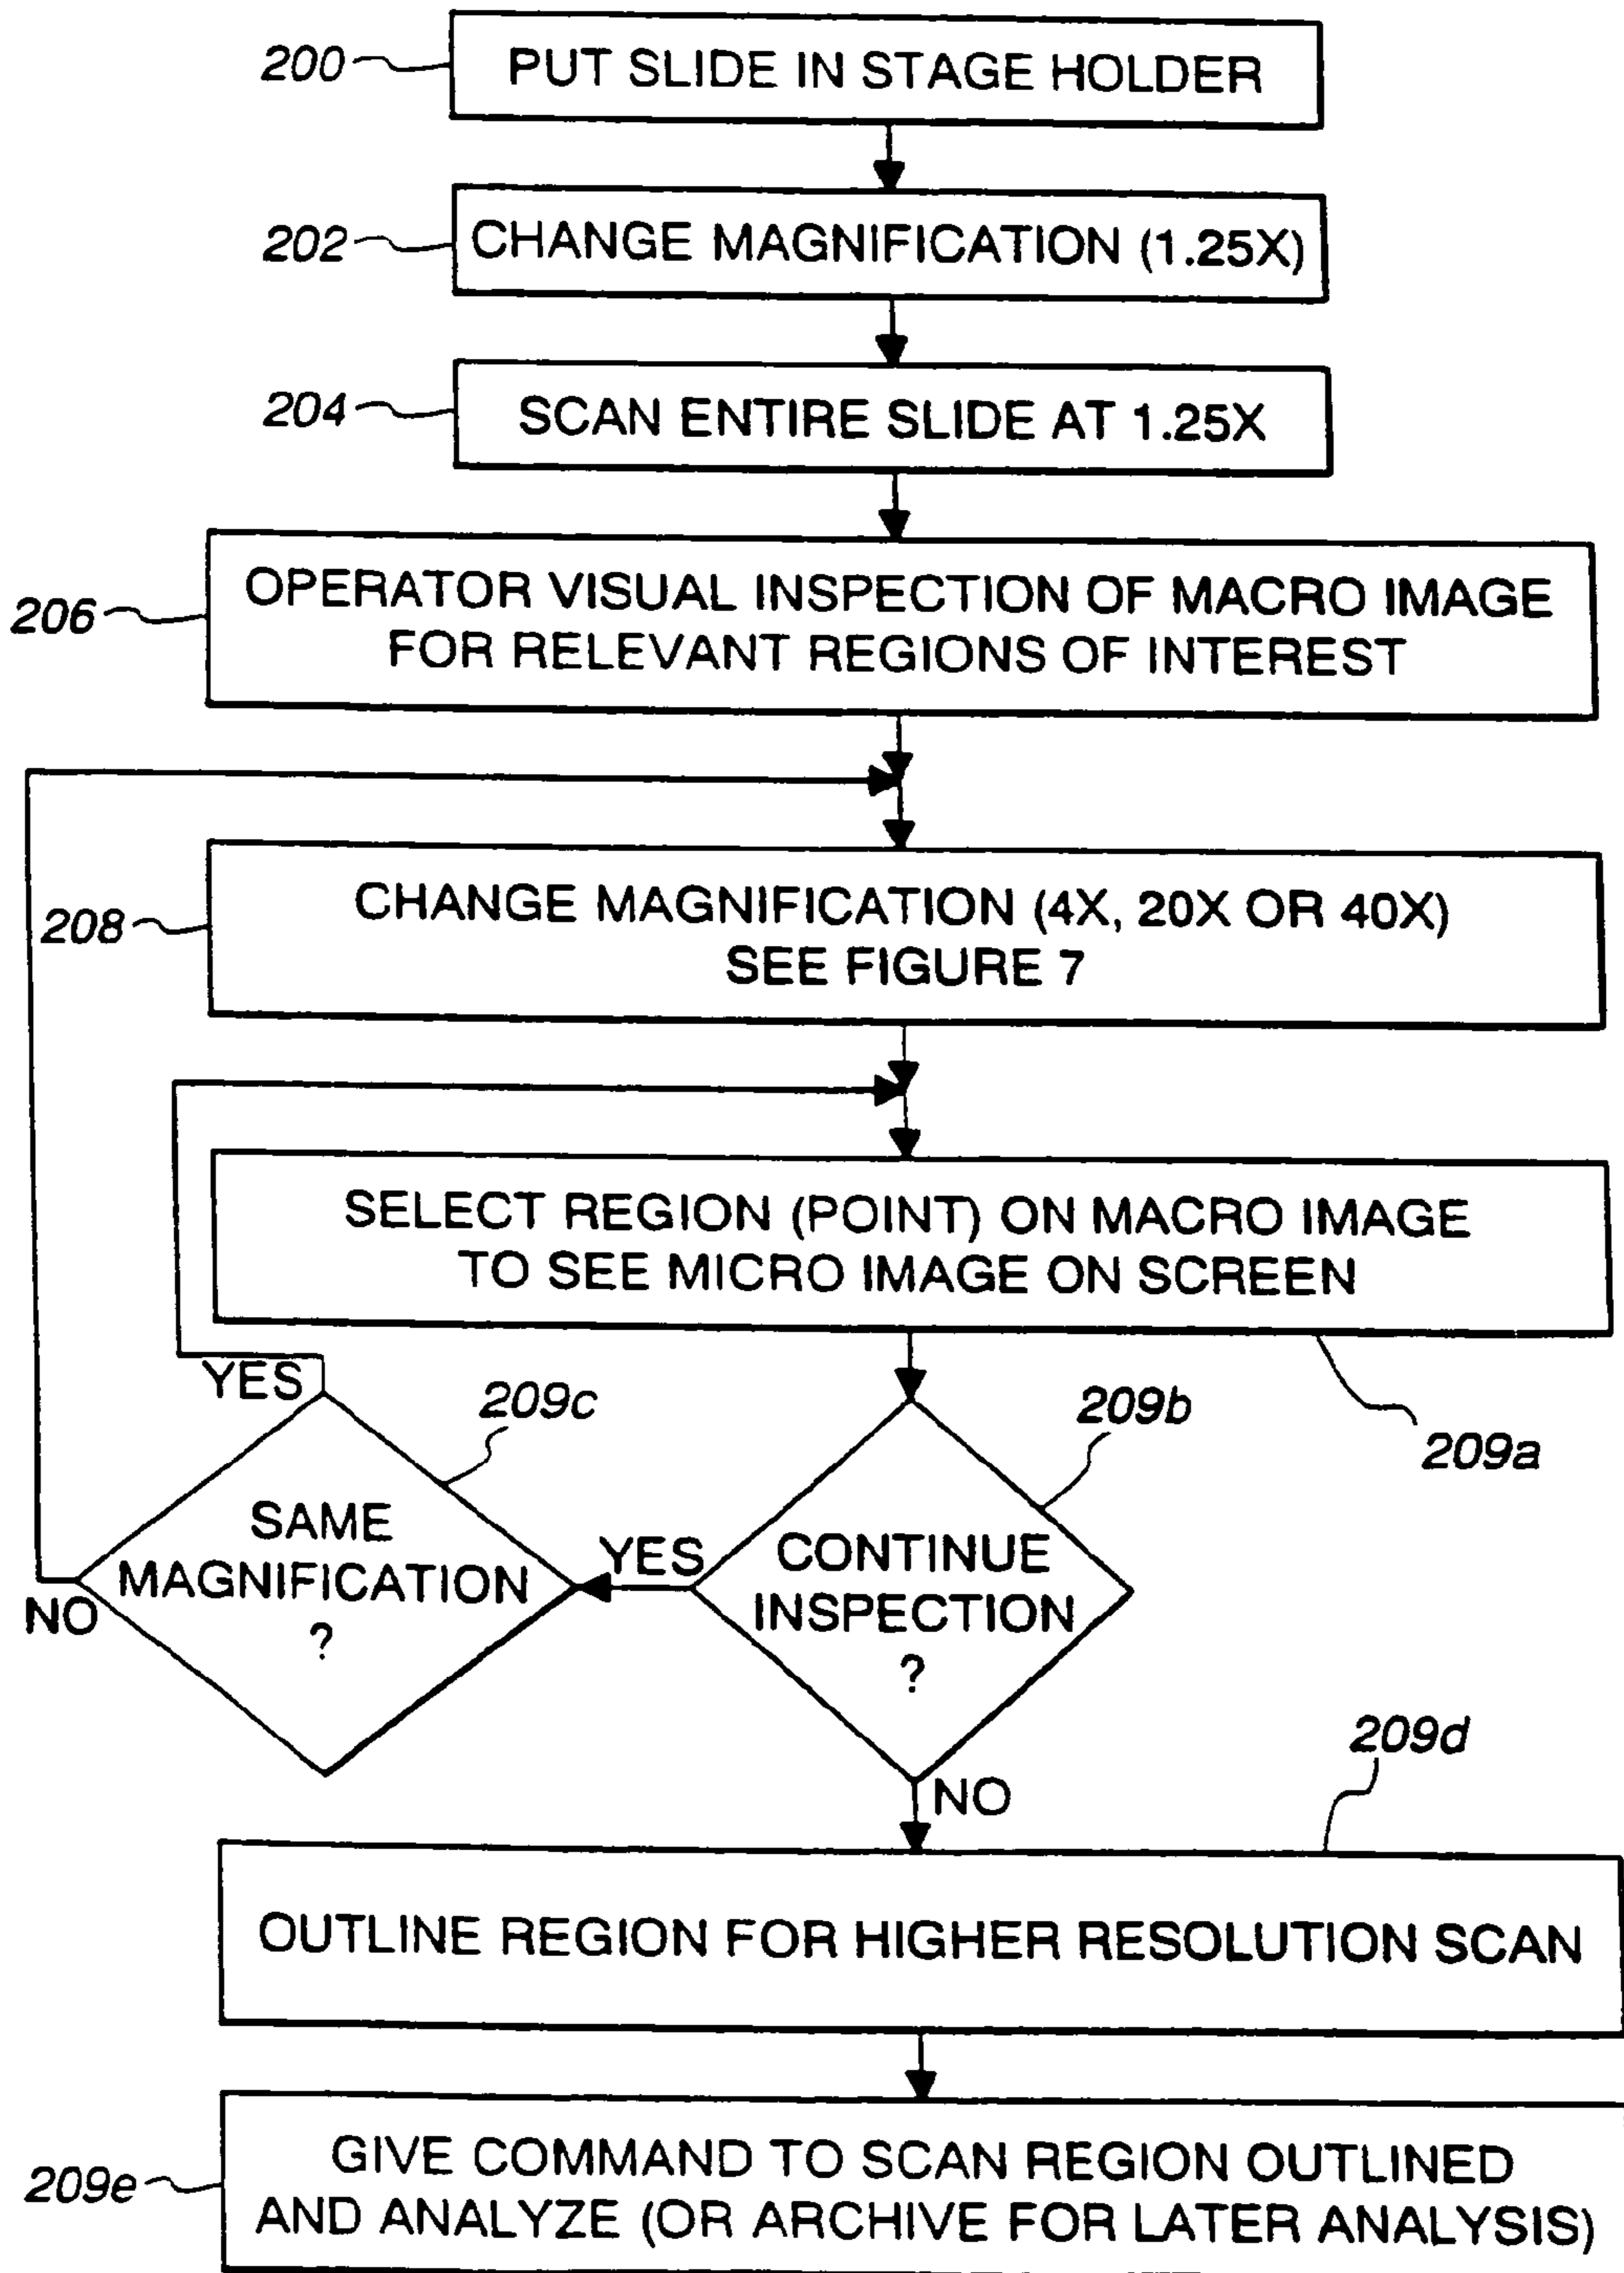 200
PUT SLIDE IN STAGE HOLDER
202
CHANGE MAGNIFICATION (1.25X)
204
SCAN ENTIRE SLIDE AT 1.25X
206
OPERATOR VISUAL INSPECTION OF MACRO IMAGE
FOR RELEVANT REGIONS OF INTEREST
208
CHANGE MAGNIFICATION (4X, 20X OR 40X)
SEE FIGURE 7
SELECT REGION (POINT) ON MACRO IMAGE
TO SEE MICRO IMAGE ON SCREEN
209a
YES
209c
209b
SAME
MAGNIFICATION
?
NO
YES
CONTINUE
INSPECTION
?
NO
209d
OUTLINE REGION FOR HIGHER RESOLUTION SCAN
209e
GIVE COMMAND TO SCAN REGION OUTLINED
AND ANALYZE (OR ARCHIVE FOR LATER ANALYSIS)